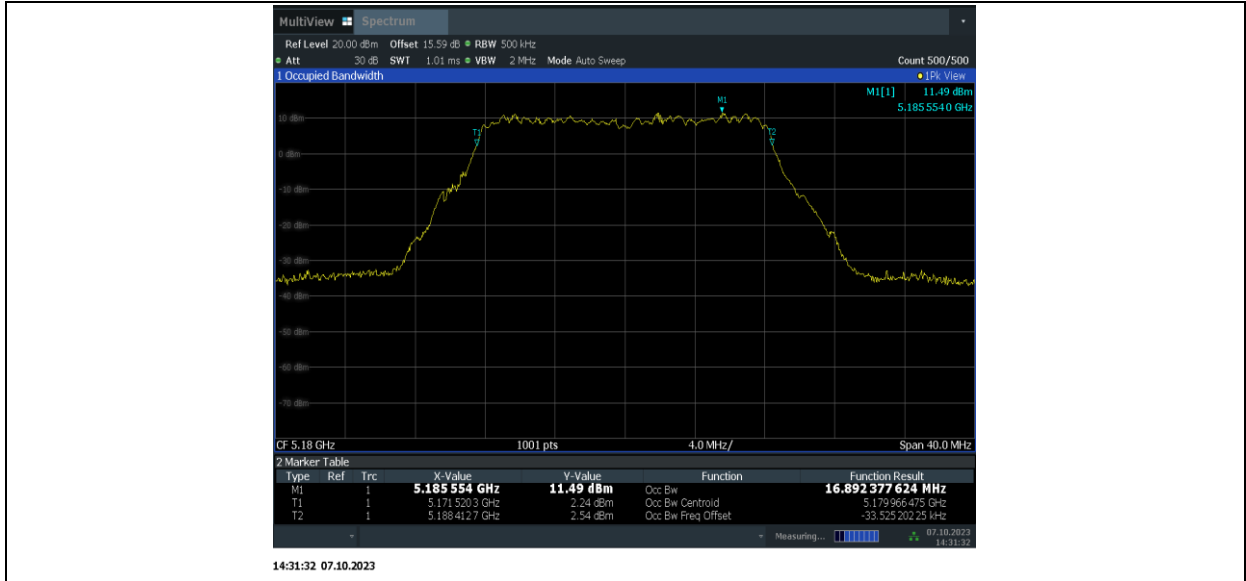 MultiView Spectrum
Ref Level 20.00 dBm Offset 15.59 dB RBW 500 kHz
Att 30 dB SWT 1.01 ms VBW 2 MHz Mode Auto Sweep Count 500/500
1 Occupied Bandwidth 1Pk View
M1[1] 11.49 dBm
5.185 554 0 GHz
M1
10 dBm
T1 T2
0 dBm
-10 dBm
-20 dBm
-30 dBm
-40 dBm
-50 dBm
-60 dBm
-70 dBm
CF 5.18 GHz 1001 pts 4.0 MHz/ Span 40.0 MHz
2 Marker Table
Type Ref Trc X-Value Y-Value Function Function Result
M1 1 5.185 554 GHz 11.49 dBm Occ Bw 16.892 377 624 MHz
T1 1 5.171 520 3 GHz 2.24 dBm Occ Bw Centroid 5.179 966 475 GHz
T2 1 5.188 412 7 GHz 2.54 dBm Occ Bw Freq Offset -33.525 202 25 kHz
Measuring... 07.10.2023
14:31:32
14:31:32 07.10.2023